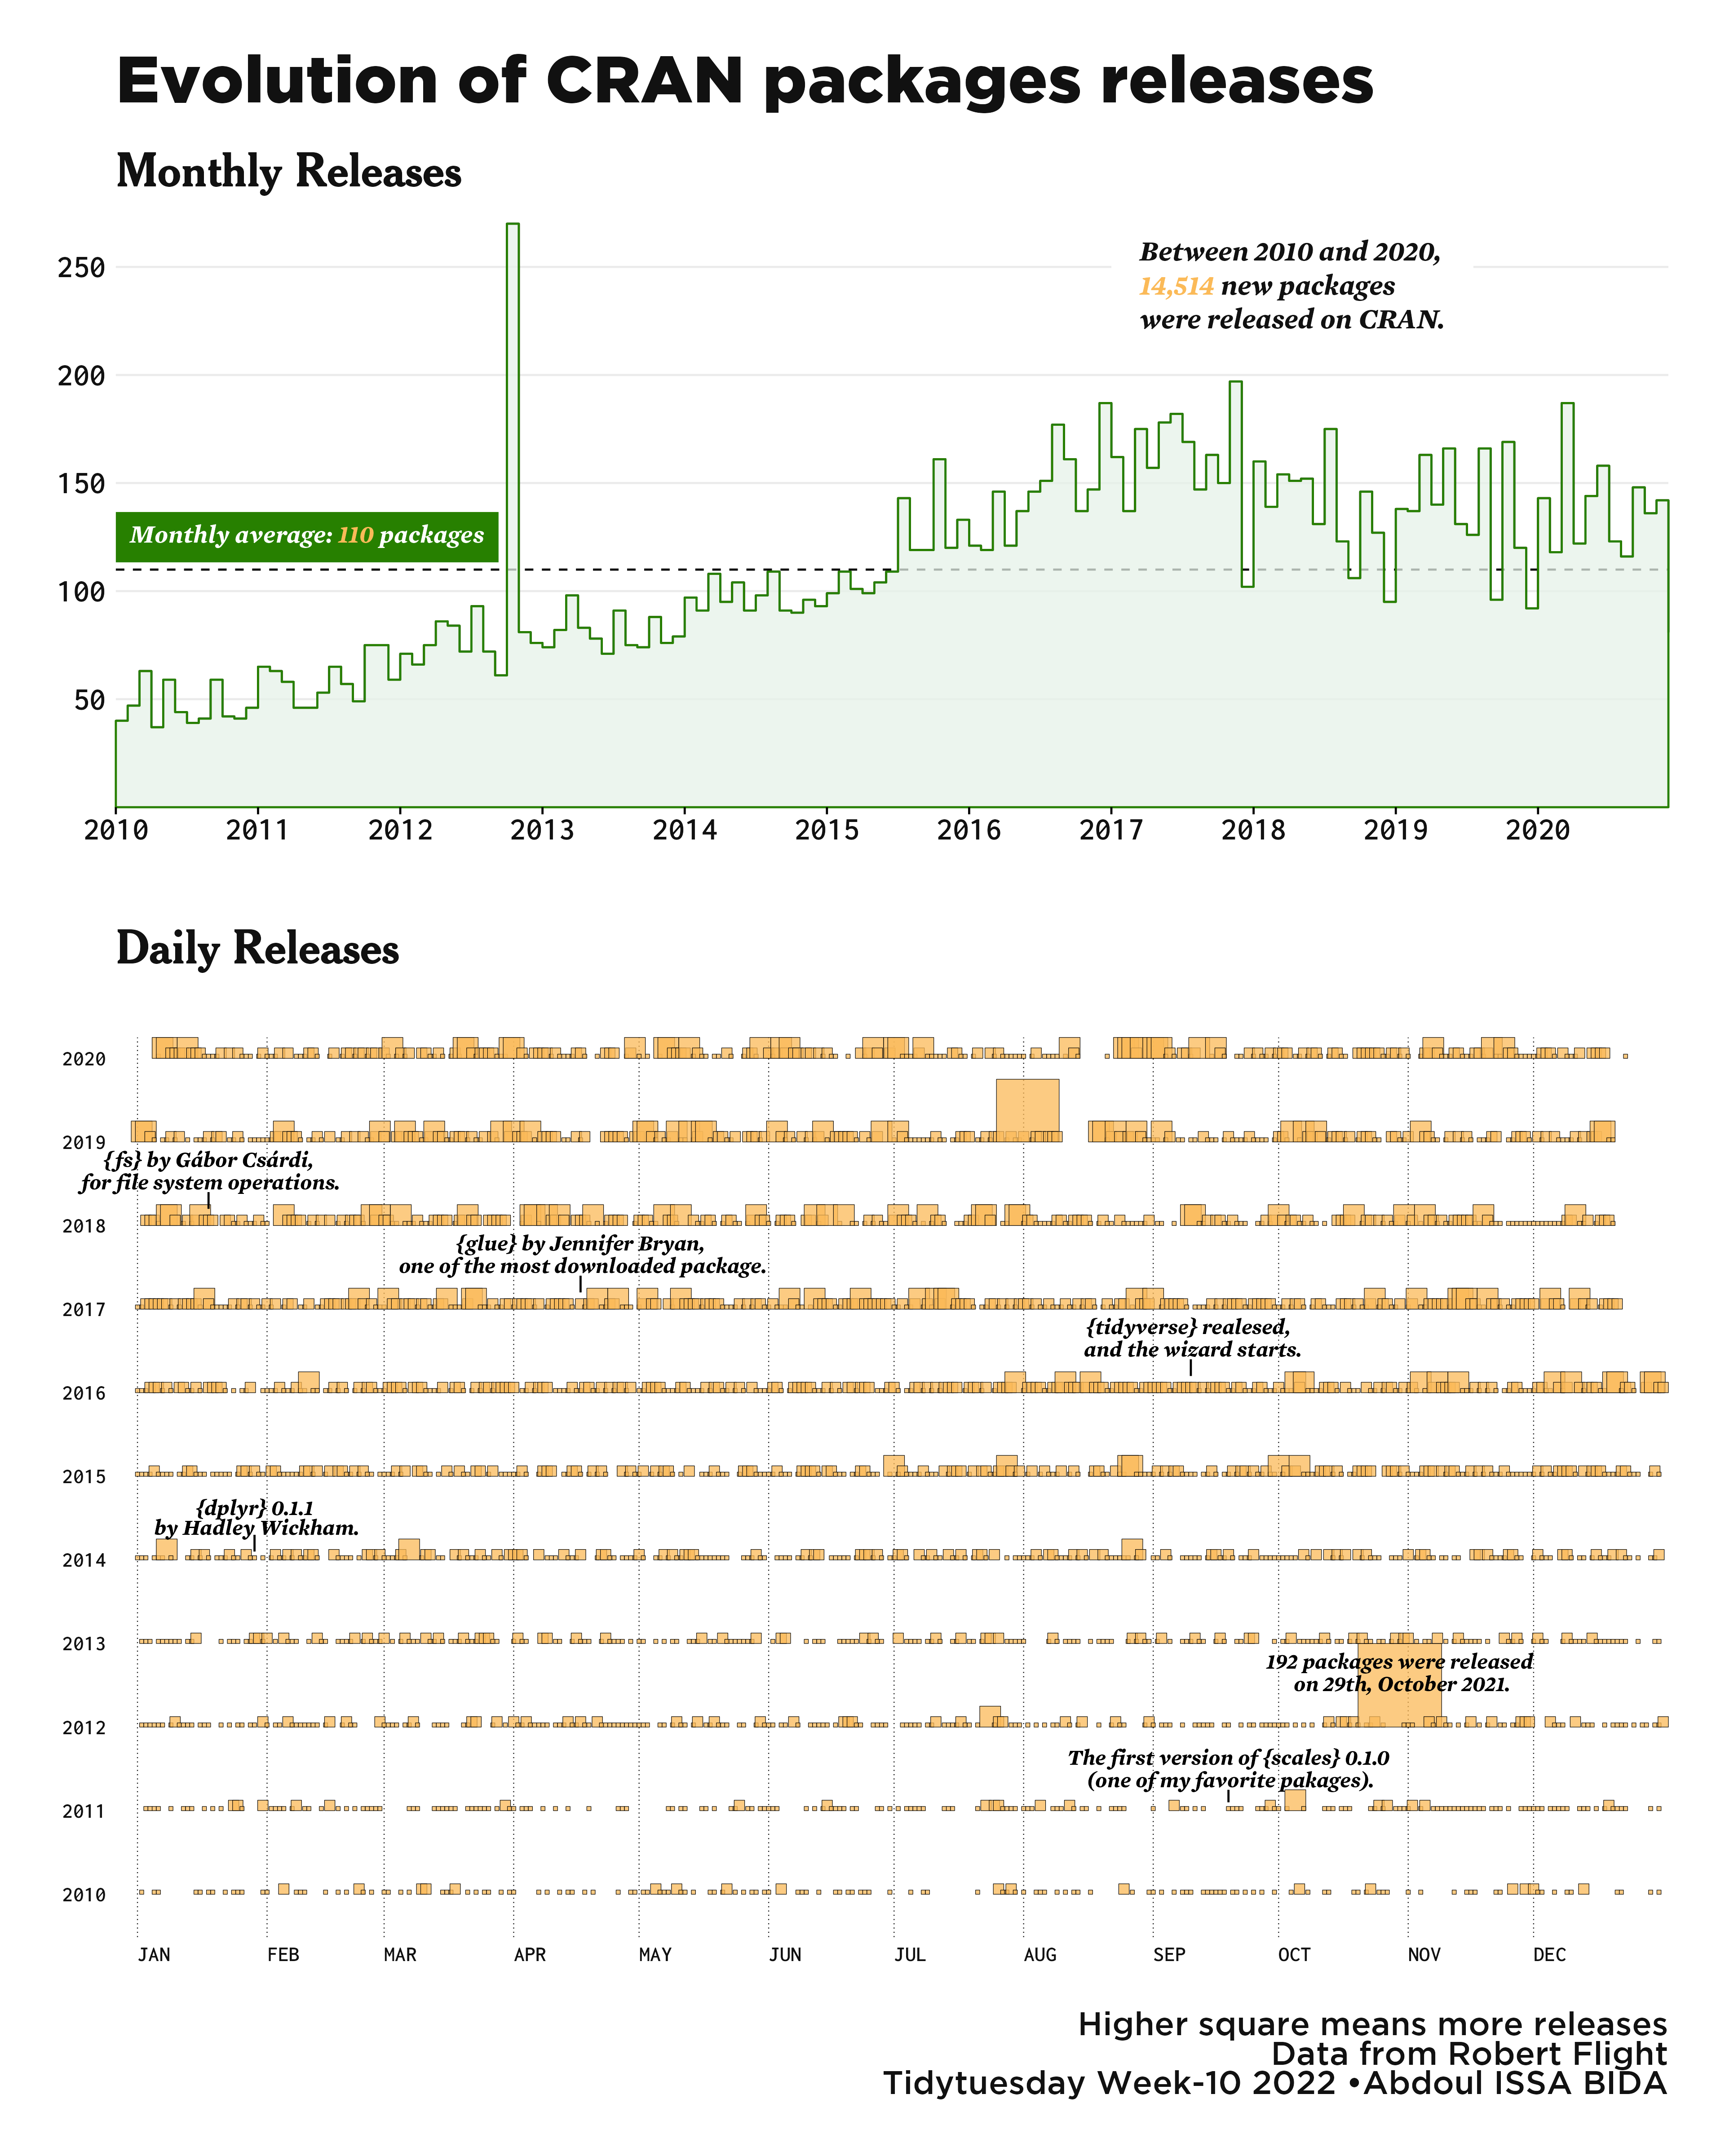 Evolution of CRAN packages releases
Monthly Releases
250
200
150
100
50
Between 2010 and 2020,
14,514 new packages
were released on CRAN.
Monthly average: 110 packages
2010 2011 2012 2013 2014 2015 2016 2017 2018 2019 2020
Daily Releases
2020
2019
{fs} by Gábor Csárdi,
for file system operations.
2018
{glue} by Jennifer Bryan,
one of the most downloaded package.
2017
{tidyverse} realesed,
and the wizard starts.
2016
2015
{dplyr} 0.1.1
by Hadley Wickham.
2014
2013
192 packages were released
on 29th, October 2021.
2012
The first version of {scales} 0.1.0
(one of my favorite pakages).
2011
2010
JAN FEB MAR APR MAY JUN JUL AUG SEP OCT NOV DEC
Higher square means more releases
Data from Robert Flight
Tidytuesday Week-10 2022 •Abdoul ISSA BIDA